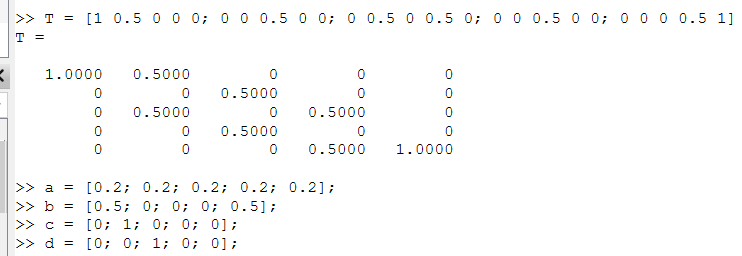 >> T = [1 0.5 0 0 0; 0 0 0.5 0 0; 0 0.5 0 0.5 0; 0 0 0.5 0 0; 0 0 0 0.5 1]
T =
1.0000 0.5000 0 0 0
0 0 0.5000 0 0
0 0.5000 0 0.5000 0
0 0 0.5000 0 0
0 0 0 0.5000 1.0000
>> a = [0.2; 0.2; 0.2; 0.2; 0.2];
>> b = [0.5; 0; 0; 0; 0.5];
>> c = [0; 1; 0; 0; 0];
>> d = [0; 0; 1; 0; 0];